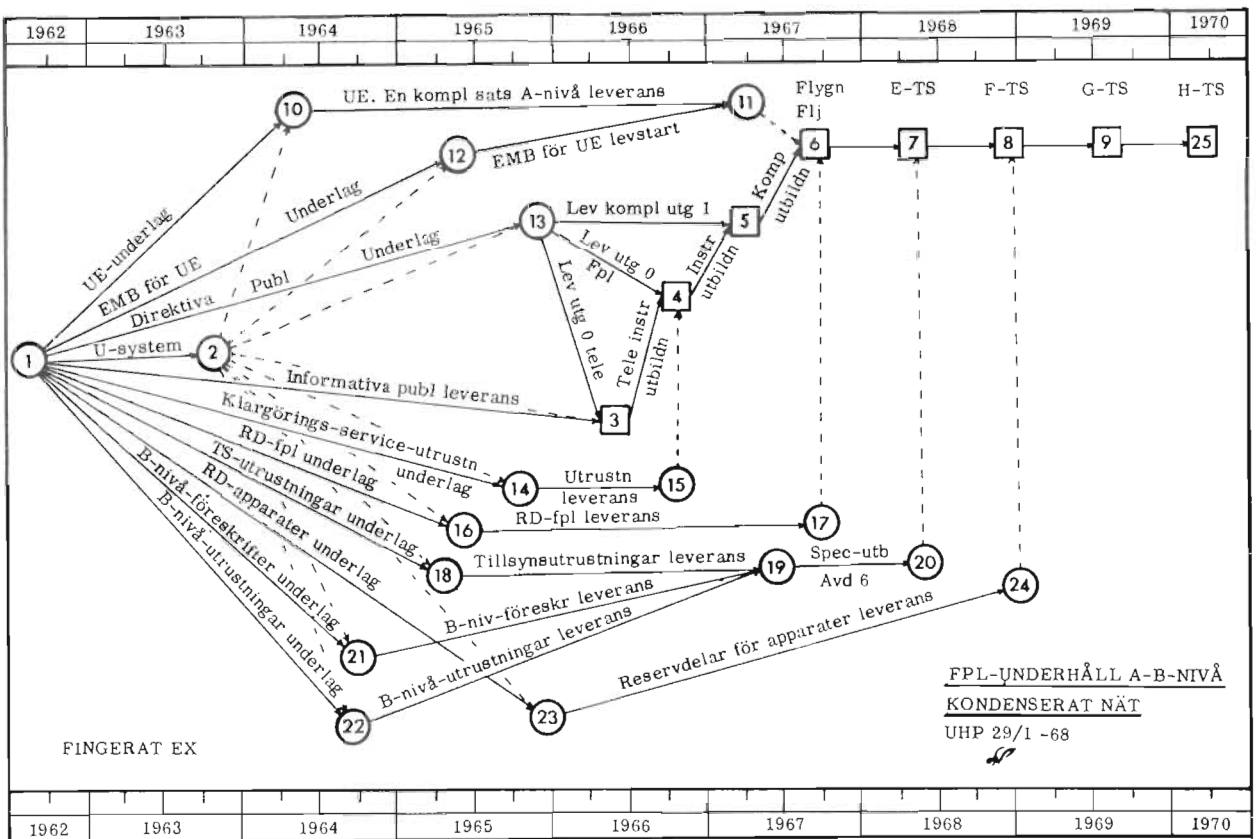 1962 1963 1964 1965 1966 1967 1968 1969 1970
Flygn E-TS F-TS G-TS H-TS
Flj
10 UE. En kompl sats A-nivå leverans 11
12 EMB för UE levstart
6 7 8 9 25
UE-underlag
EMB för UE Underlag
Direktiva Publ Underlag
13 Lev kompl utg I 5
Komp
utbildn
Lev utg 0
Fpl
Instr
utbildn
4
Lev utg 0 tele
Tele instr
utbildn
1 U-system 2
Informativa publ leverans 3
Klargörings-service-utrustn
underlag
14 Utrustn 15
leverans
RD-fpl underlag
16 RD-fpl leverans 17
TS-utrustningar underlag
18 Tillsynsutrustningar leverans 19 Spec-utb 20
Avd 6
RD-apparater underlag
B-nivå-föreskrifter underlag
21 B-niv-föreskr leverans
B-nivå-utrustningar underlag
22 B-nivå-utrustningar leverans
23 Reservdelar för apparater leverans 24
FPL-UNDERHÅLL A-B-NIVÅ
KONDENSERAT NÄT
UHP 29/1 -68
FINGERAT EX
1962 1963 1964 1965 1966 1967 1968 1969 1970